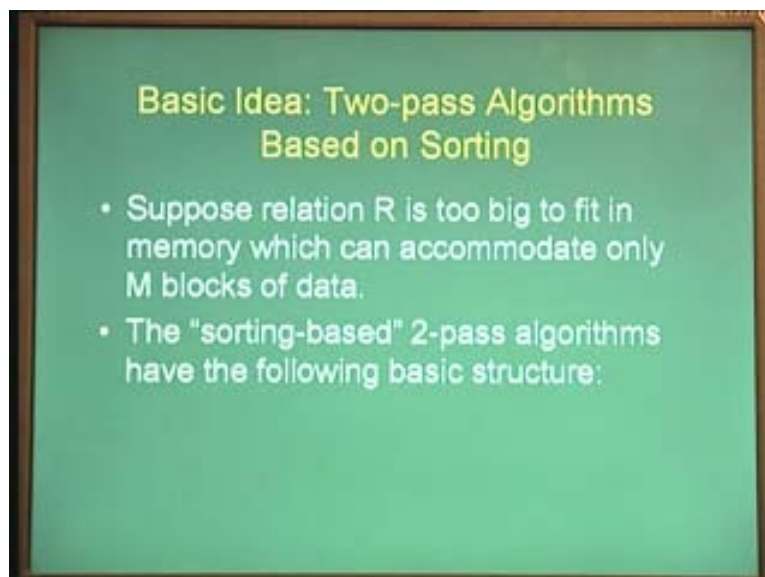 Basic Idea: Two-pass Algorithms
Based on Sorting
• Suppose relation R is too big to fit in
memory which can accommodate only
M blocks of data.
• The "sorting-based" 2-pass algorithms
have the following basic structure: